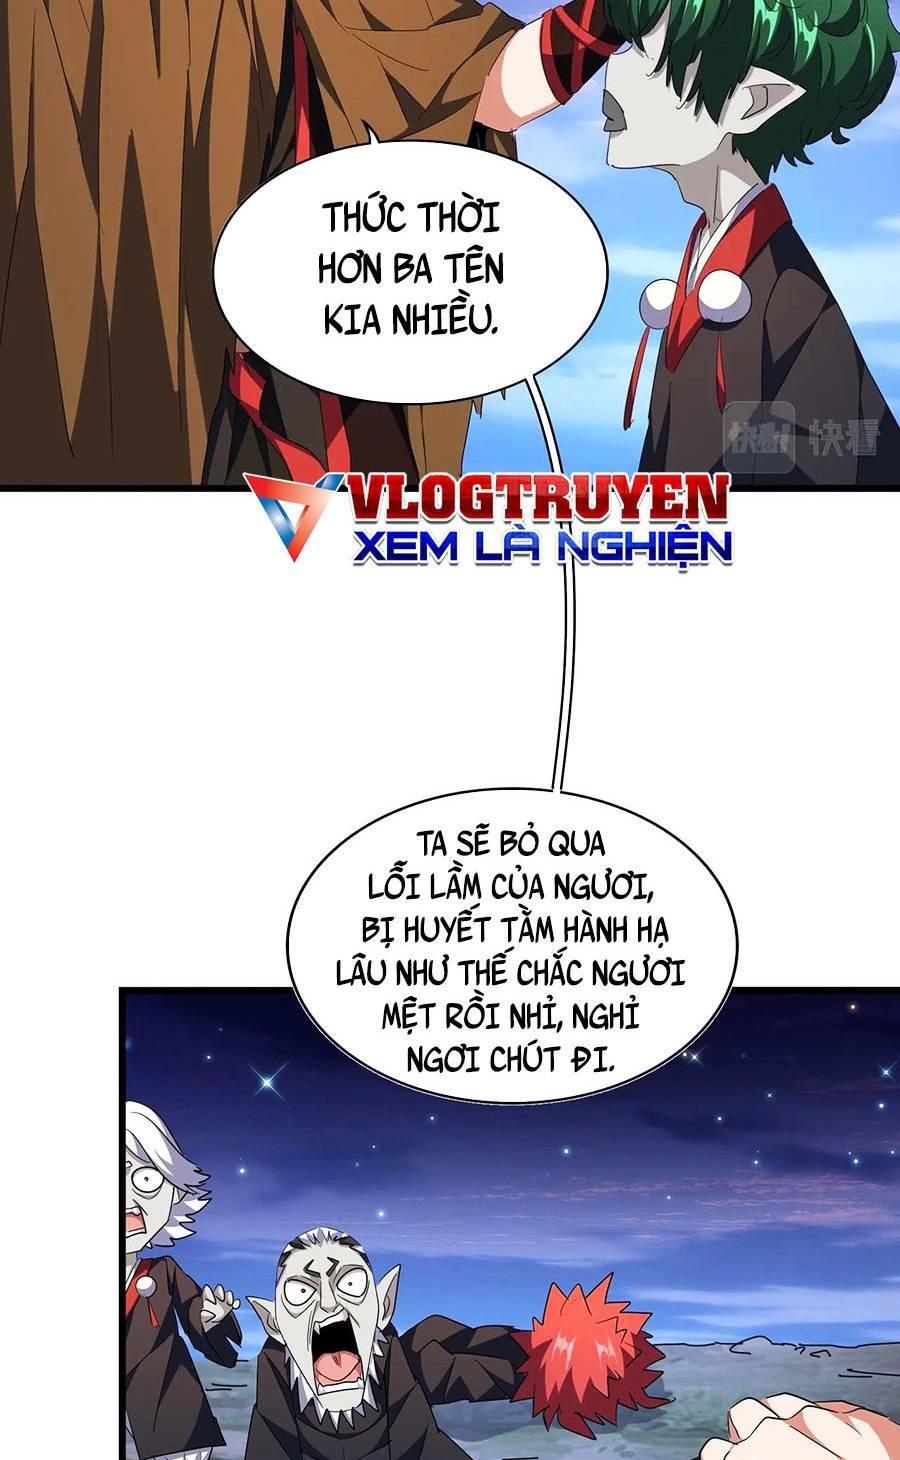 THỨC THỜI
HƠN BA TÊN
KIA NHIỀU.
快看! 快看
VLOGTRUYEN
XEM LÀ NGHIỆN
TA SẼ BỎ QUA
LỖI LẦM CỦA NGƯƠI,
BỊ HUYẾT TẰM HÀNH HẠ
LÂU NHƯ THẾ CHẮC NGƯƠI
MỆT RỒI NHỈ, NGHỈ
NGƠI CHÚT ĐI.